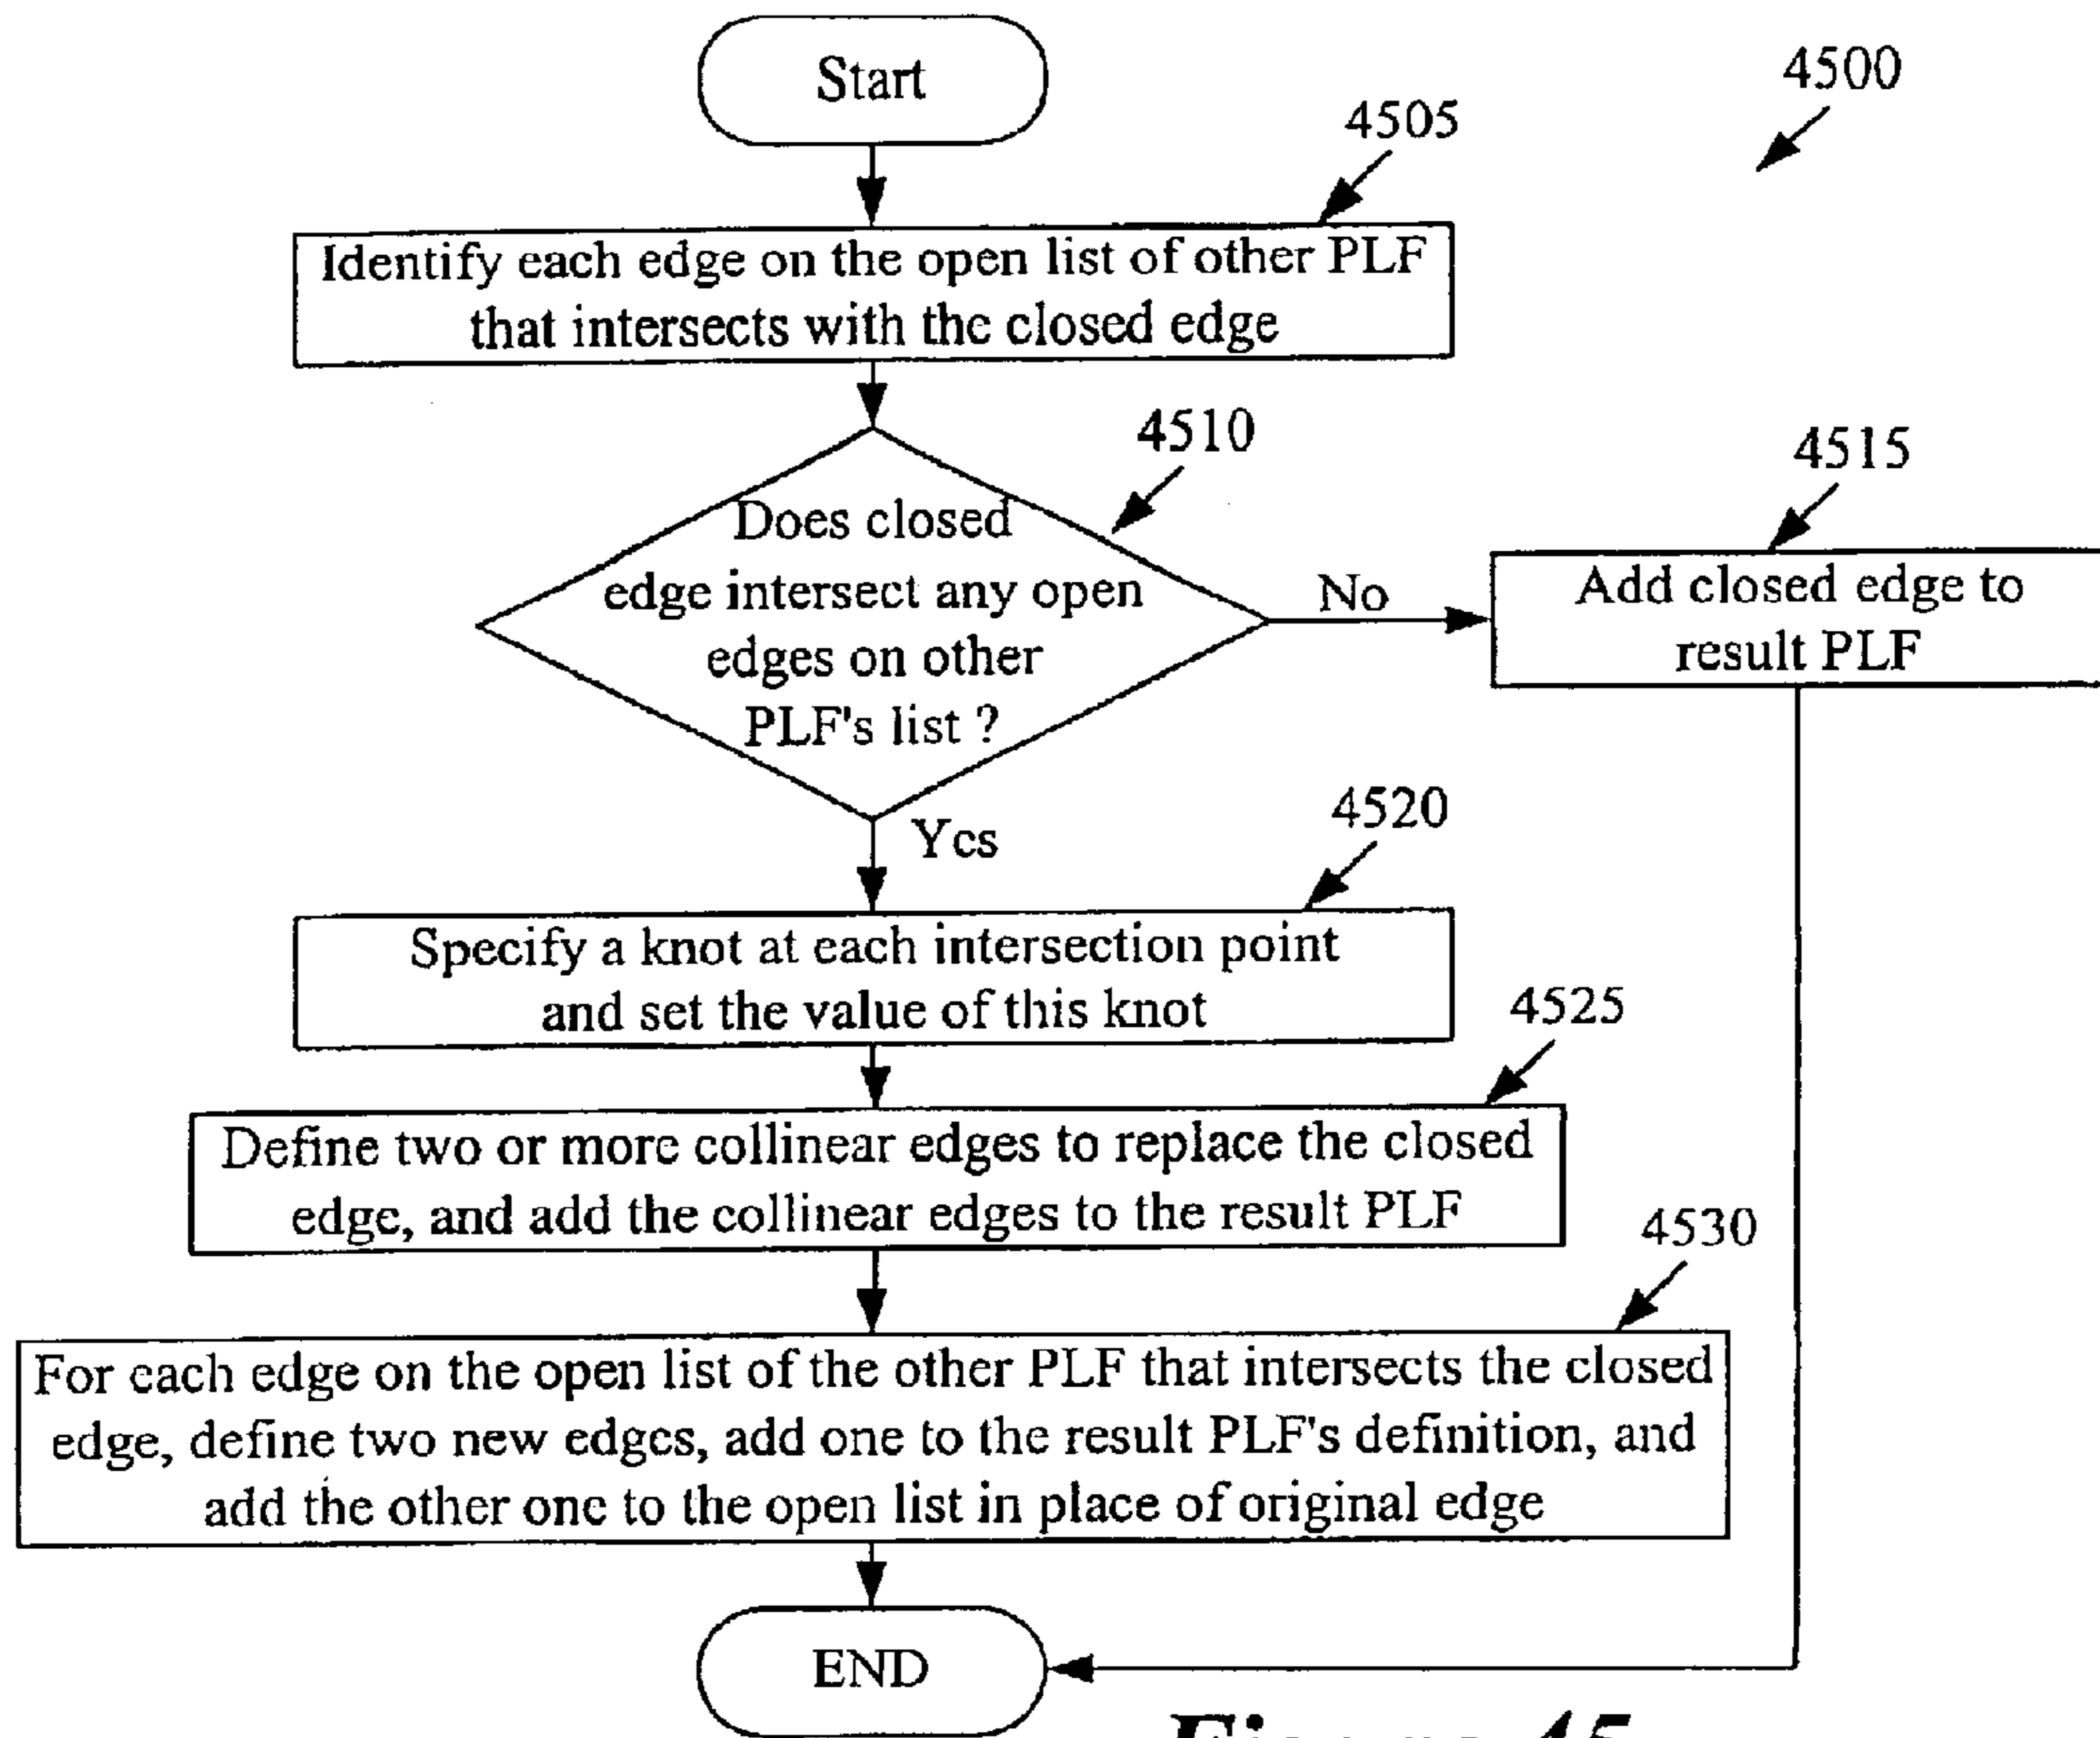 Start
4500
4505
Identify each edge on the open list of other PLF
that intersects with the closed edge
4510
Does closed
edge intersect any open
edges on other
PLF's list ?
No
4515
Add closed edge to
result PLF
Yes
4520
Specify a knot at each intersection point
and set the value of this knot
4525
Define two or more collinear edges to replace the closed
edge, and add the collinear edges to the result PLF
4530
For each edge on the open list of the other PLF that intersects the closed
edge, define two new edges, add one to the result PLF's definition, and
add the other one to the open list in place of original edge
END
Figure 45